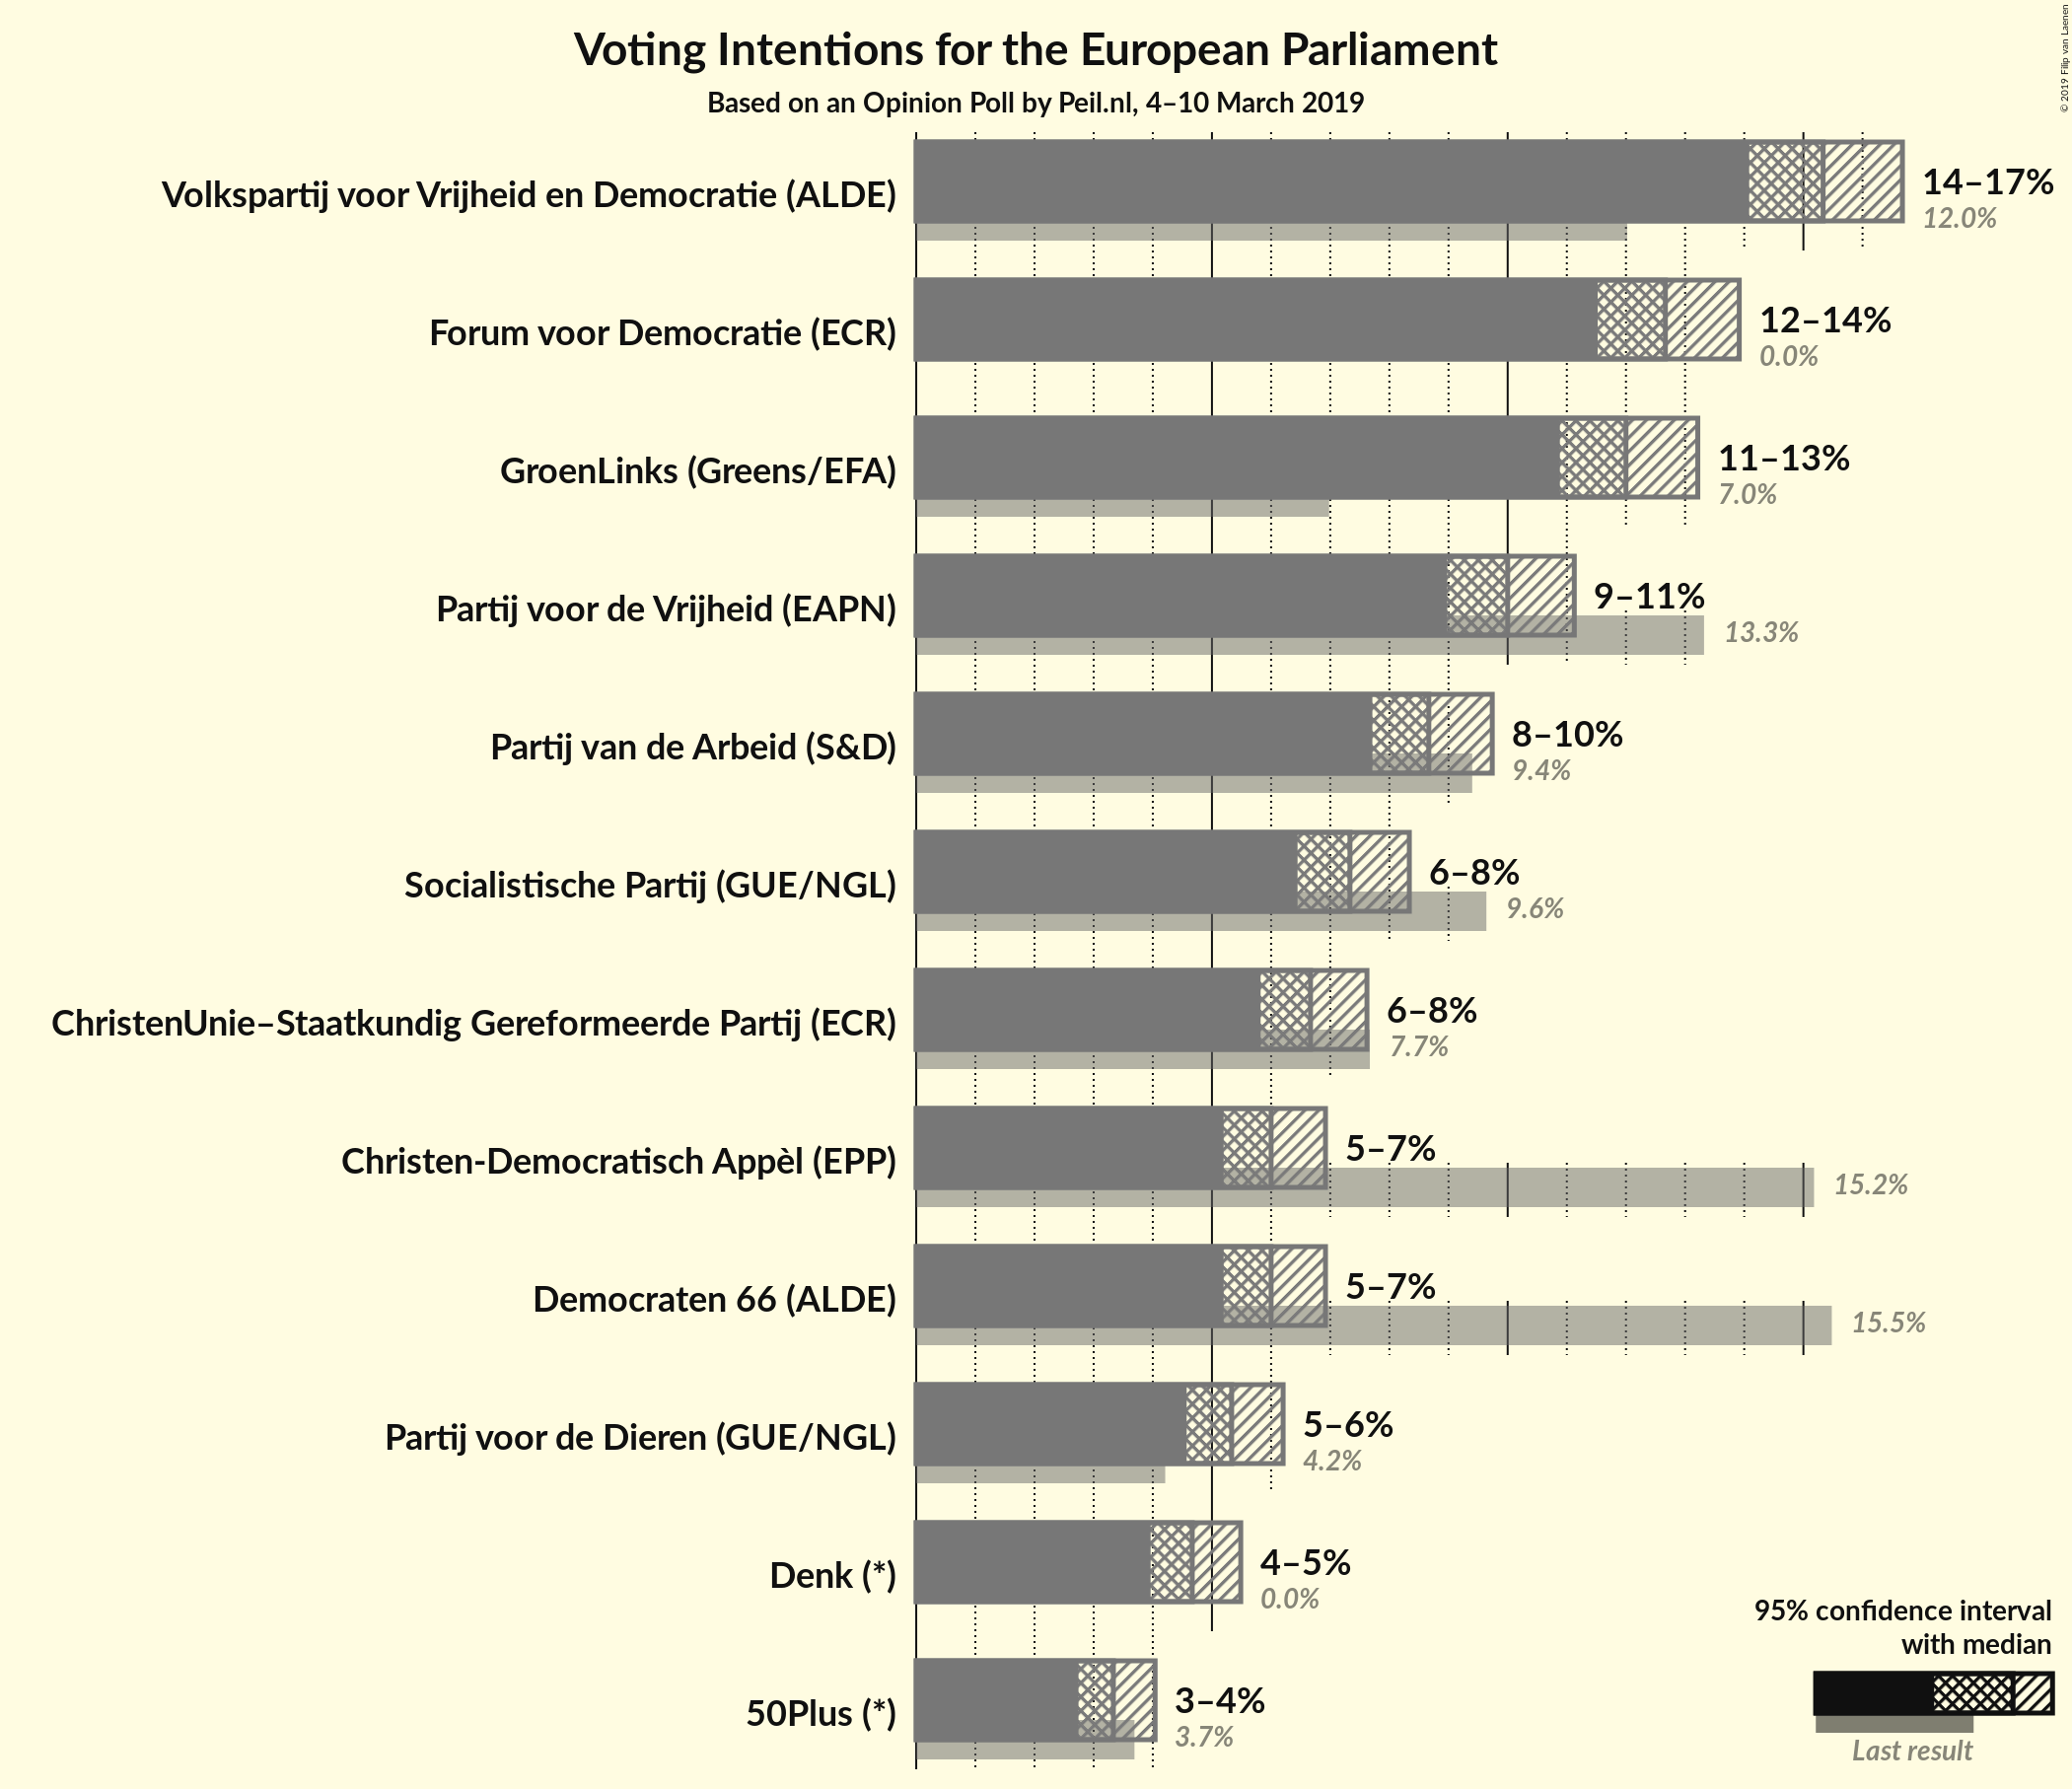 Voting Intentions for the European Parliament
Based on an Opinion Poll by Peil.nl, 4–10 March 2019
© 2019 Filip van Laenen
Volkspartij voor Vrijheid en Democratie (ALDE)
14–17%
12.0%
Forum voor Democratie (ECR)
12–14%
0.0%
GroenLinks (Greens/EFA)
11–13%
7.0%
Partij voor de Vrijheid (EAPN)
9–11%
13.3%
Partij van de Arbeid (S&D)
8–10%
9.4%
Socialistische Partij (GUE/NGL)
6–8%
9.6%
ChristenUnie–Staatkundig Gereformeerde Partij (ECR)
6–8%
7.7%
Christen-Democratisch Appèl (EPP)
5–7%
15.2%
Democraten 66 (ALDE)
5–7%
15.5%
Partij voor de Dieren (GUE/NGL)
5–6%
4.2%
Denk (*)
4–5%
0.0%
50Plus (*)
3–4%
3.7%
95% confidence interval
with median
Last result